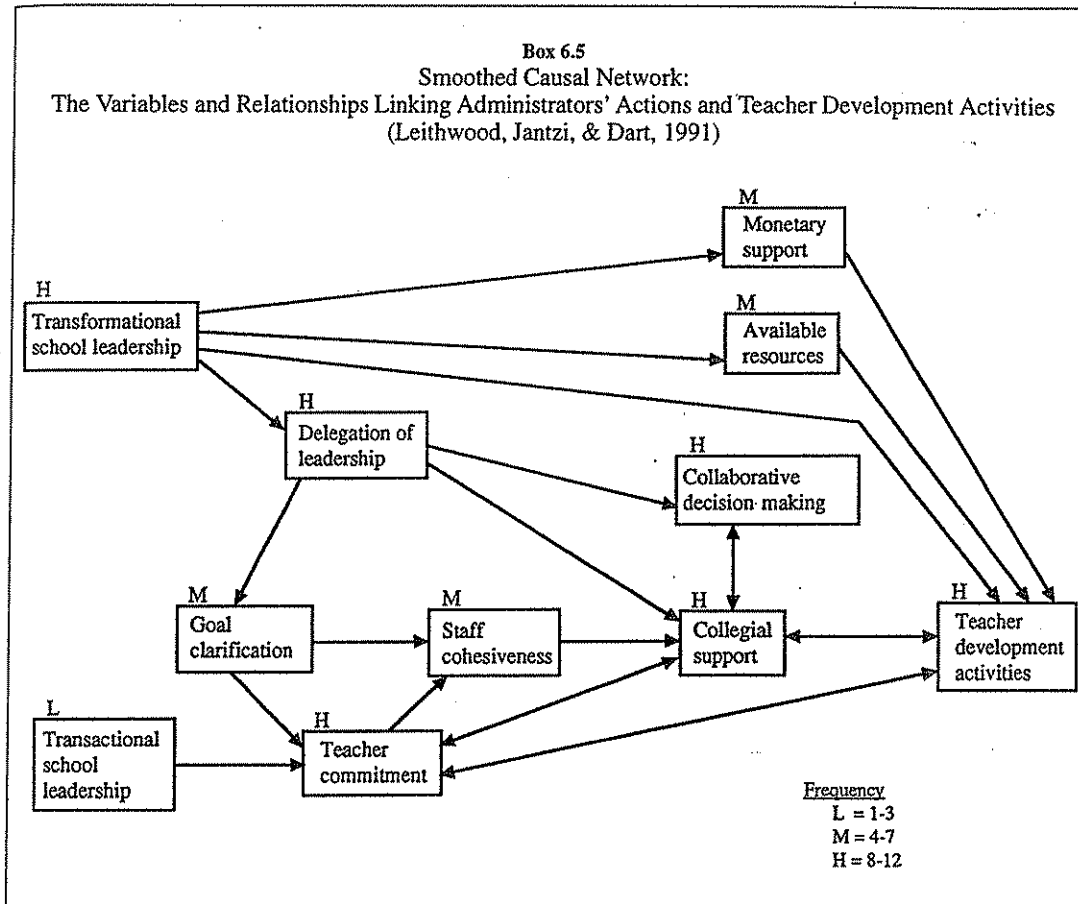 Box 6.5
Smoothed Causal Network:
The Variables and Relationships Linking Administrators' Actions and Teacher Development Activities
(Leithwood, Jantzi, & Dart, 1991)
M
Monetary
support
H
Transformational
school leadership
M
Available
resources
H
Delegation of
leadership
H
Collaborative
decision making
M
Goal
clarification
M
Staff
cohesiveness
H
Collegial
support
H
Teacher
development
activities
L
Transactional
school
leadership
H
Teacher
commitment
Frequency
L = 1-3
M = 4-7
H = 8-12